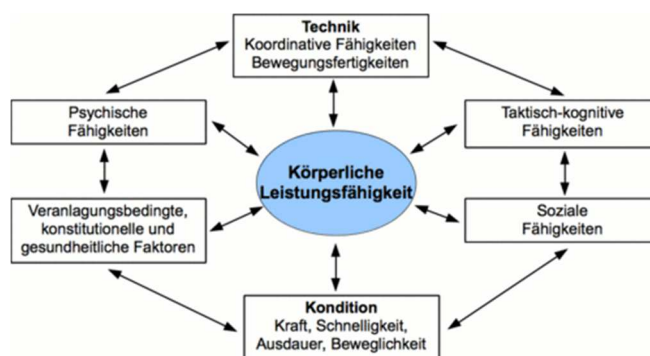 Technik
Koordinative Fähigkeiten
Bewegungsfertigkeiten
Psychische
Fähigkeiten
Taktisch-kognitive
Fähigkeiten
Körperliche
Leistungsfähigkeit
Veranlagungsbedingte,
konstitutionelle und
gesundheitliche Faktoren
Soziale
Fähigkeiten
Kondition
Kraft, Schnelligkeit,
Ausdauer, Beweglichkeit